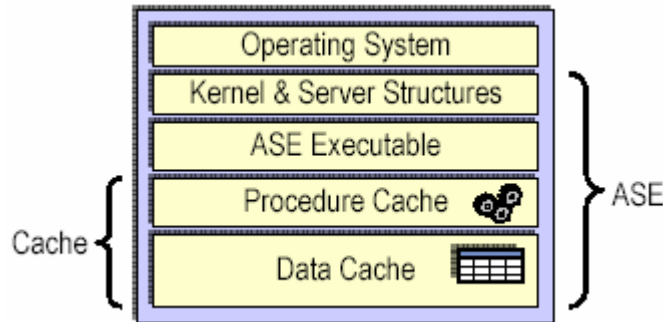 Operating System
Kernel & Server Structures
ASE Executable
Procedure Cache
Data Cache
Cache
ASE